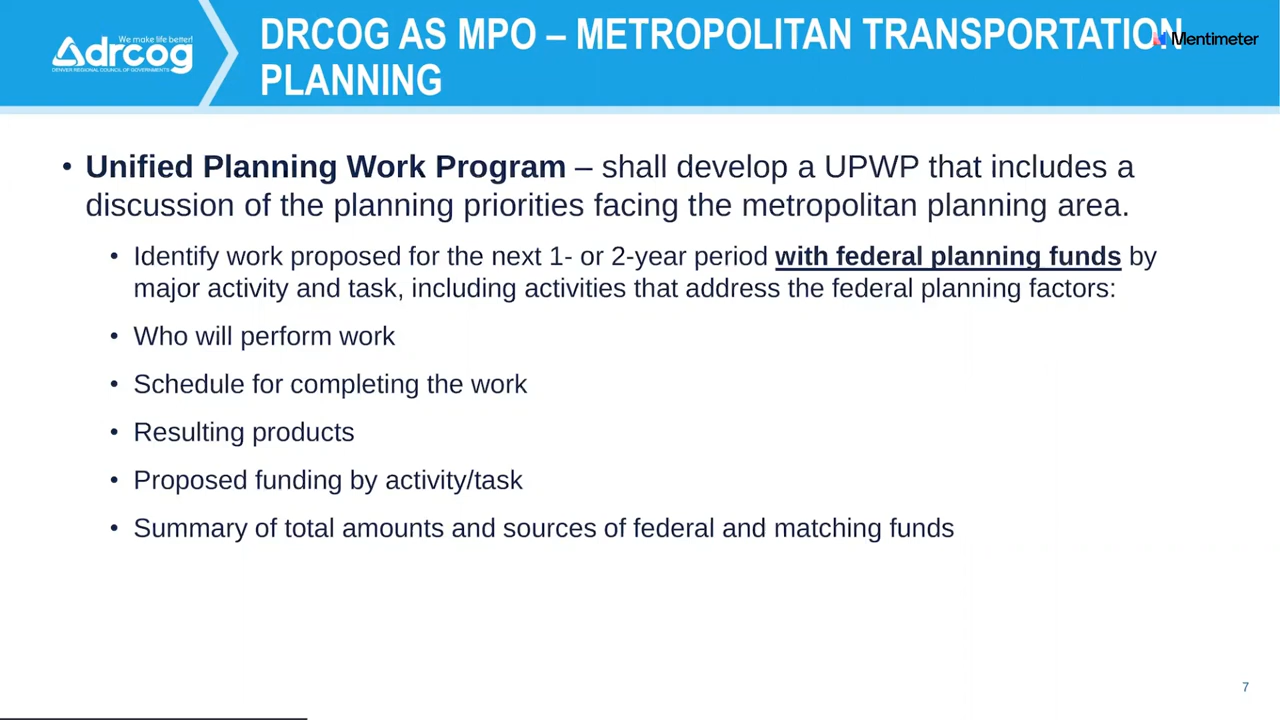 We make life better!
drcog
DENVER REGIONAL COUNCIL OF GOVERNMENTS
DRCOG AS MPO – METROPOLITAN TRANSPORTATION
PLANNING
Mentimeter
• Unified Planning Work Program – shall develop a UPWP that includes a
discussion of the planning priorities facing the metropolitan planning area.
• Identify work proposed for the next 1- or 2-year period with federal planning funds by
major activity and task, including activities that address the federal planning factors:
• Who will perform work
• Schedule for completing the work
• Resulting products
• Proposed funding by activity/task
• Summary of total amounts and sources of federal and matching funds
7